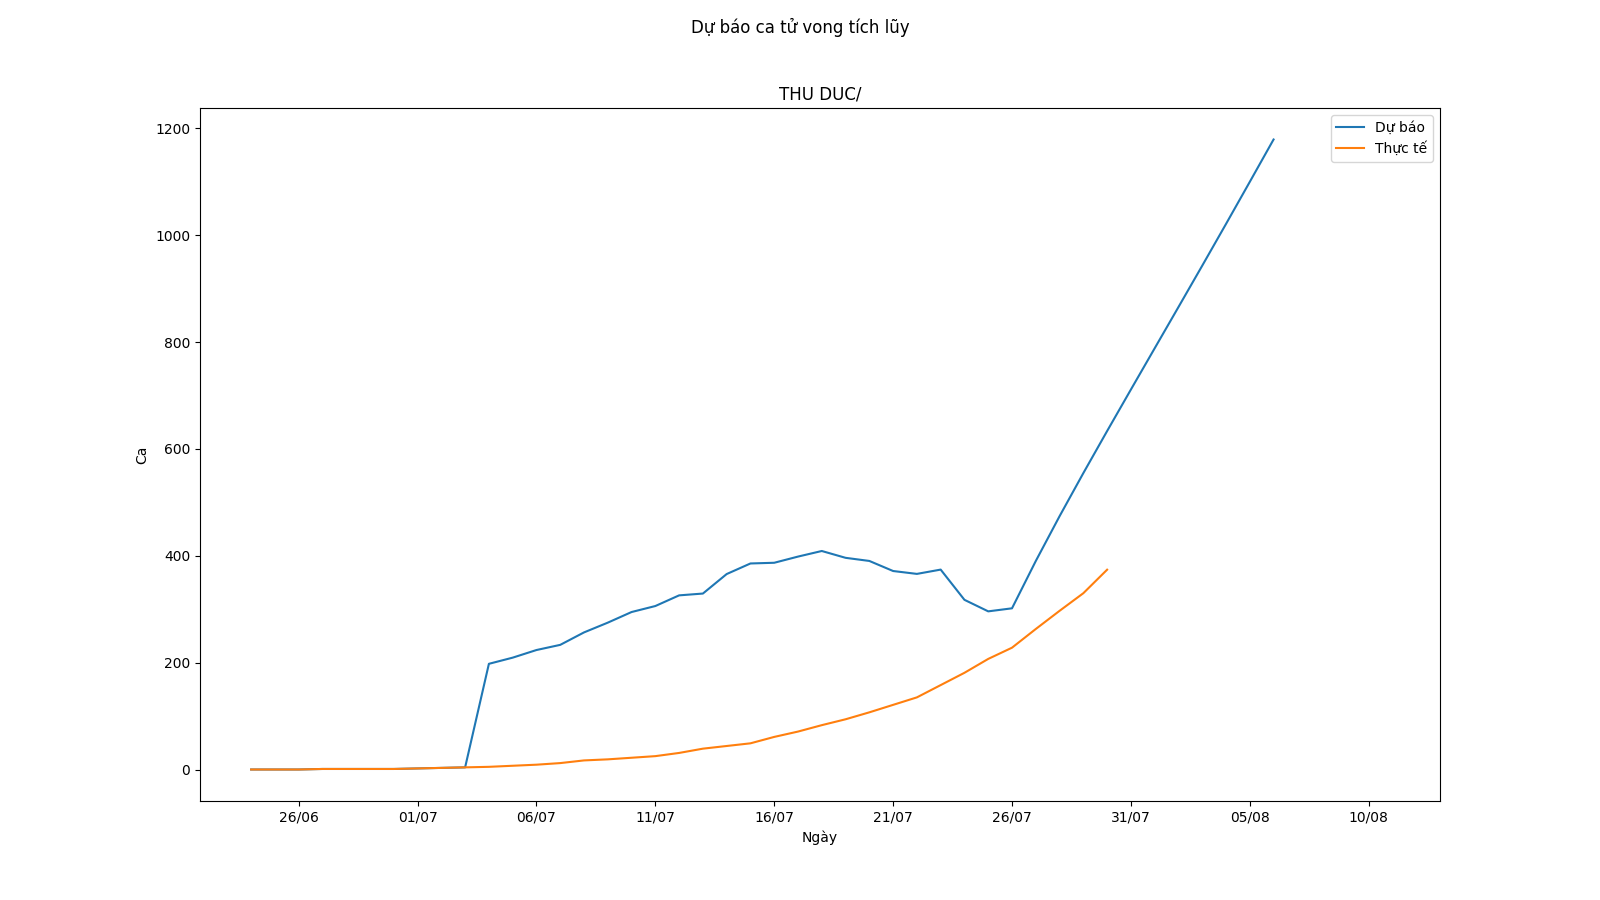 Dự báo ca tử vong tích lũy
THU DUC/
Dự báo
Thực tế
1200
1000
800
600
400
200
0
Ca
26/06 01/07 06/07 11/07 16/07 21/07 26/07 31/07 05/08 10/08
Ngày